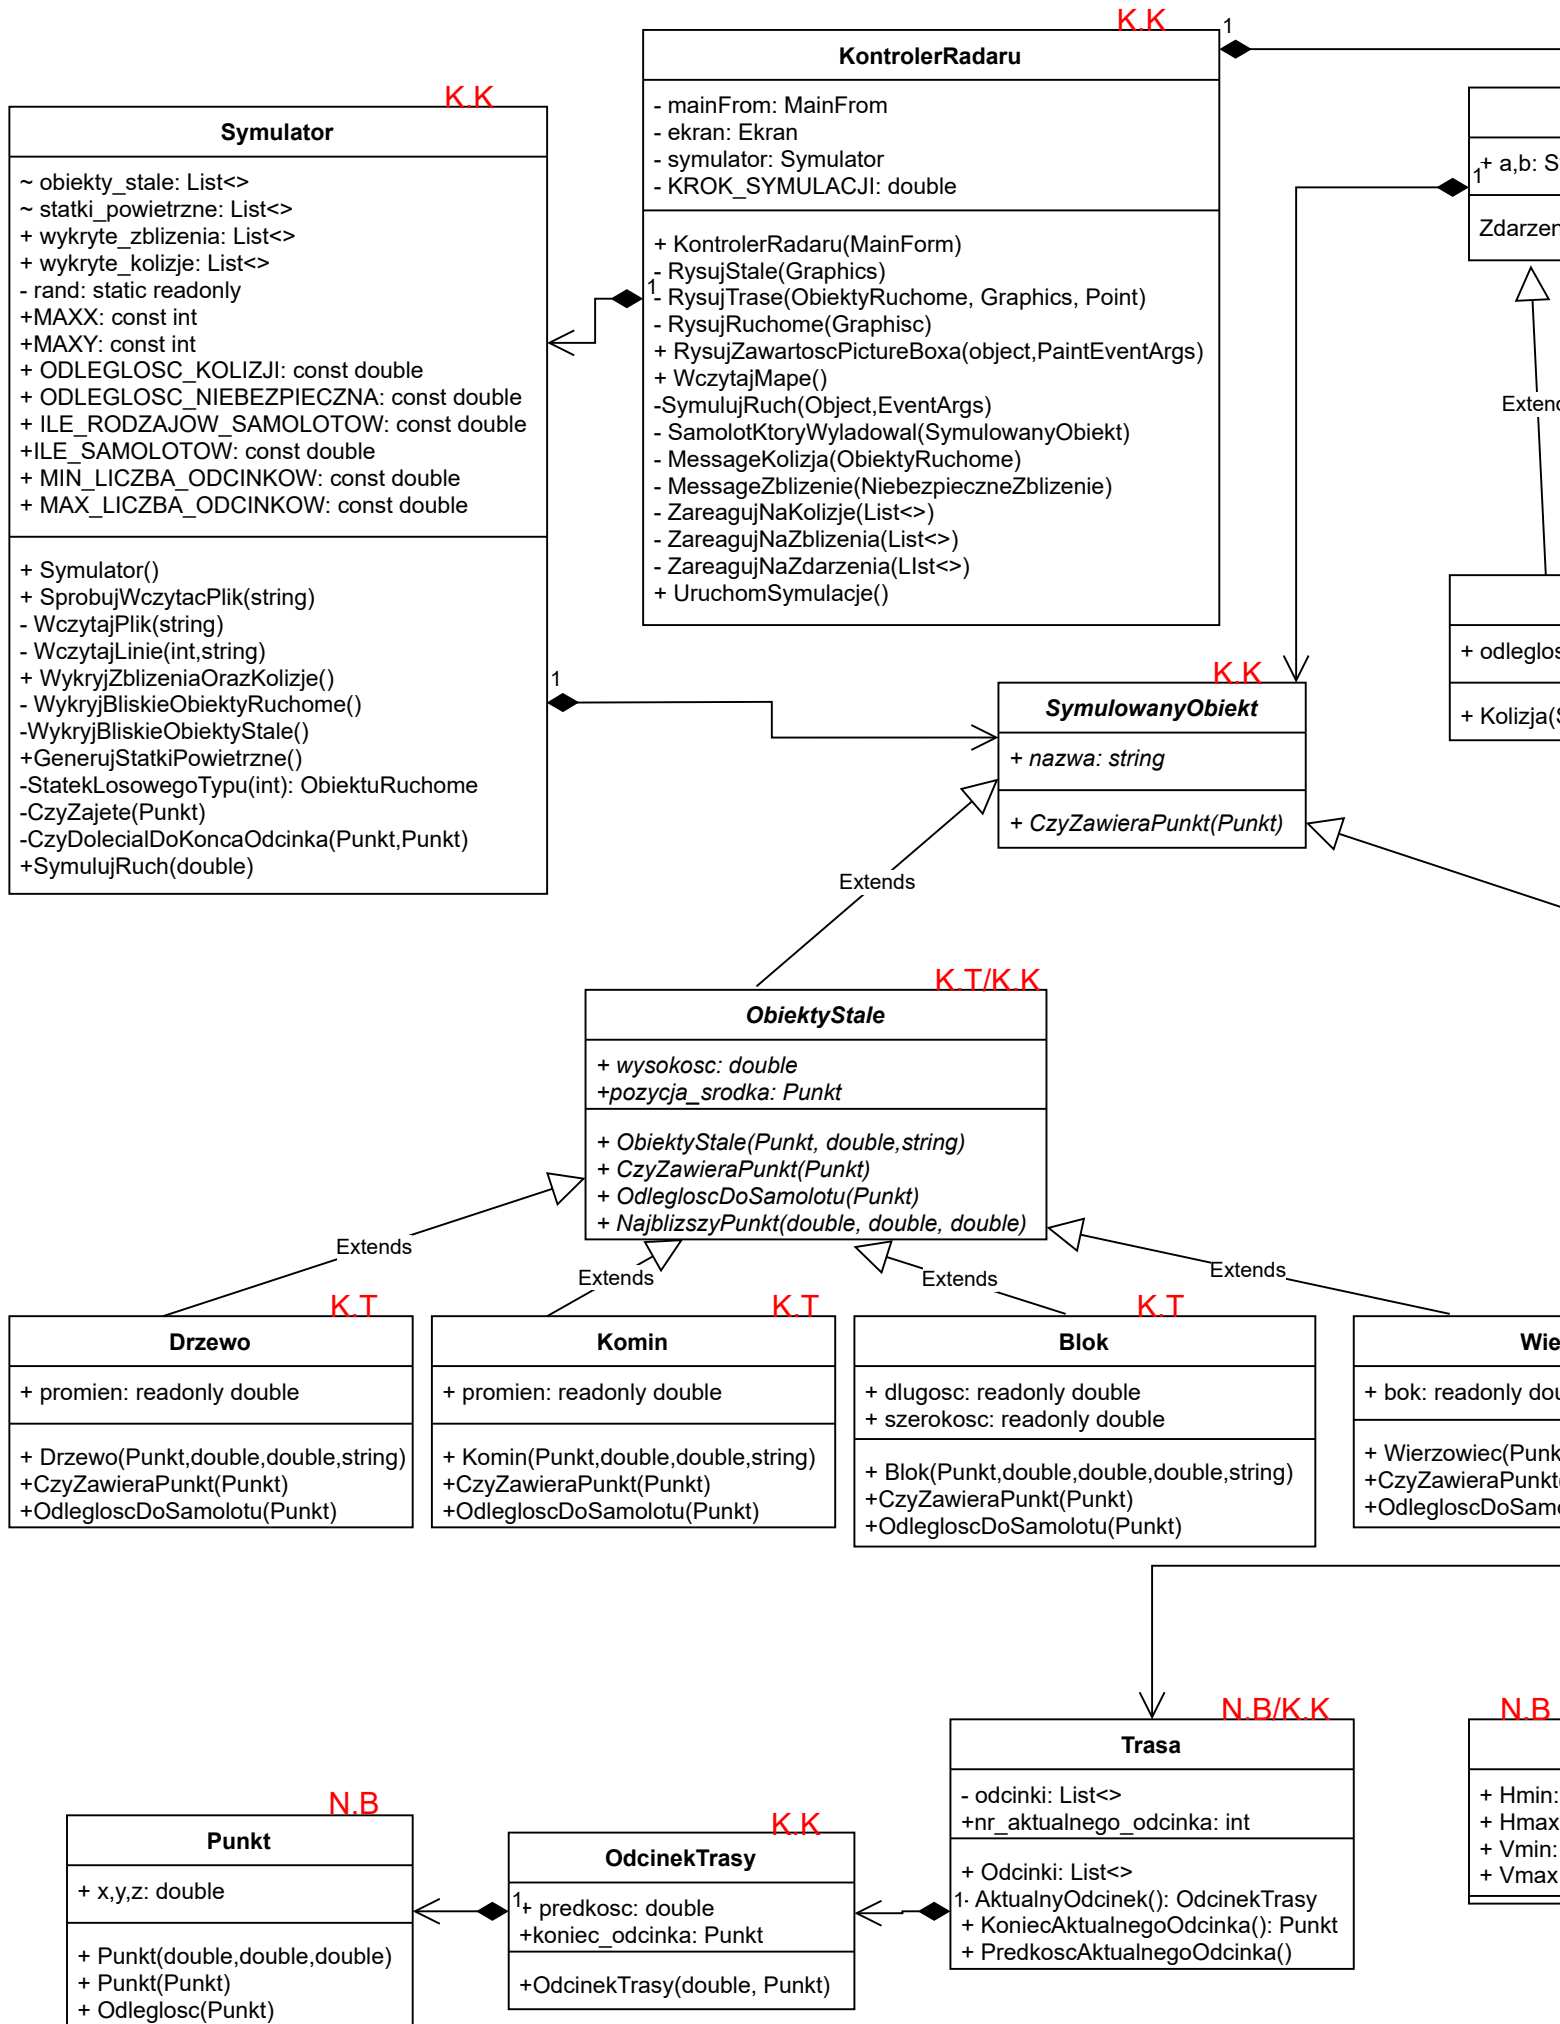 K.K
KontrolerRadaru
1
- mainFrom: MainFrom
- ekran: Ekran
- symulator: Symulator
- KROK_SYMULACJI: double
+ KontrolerRadaru(MainForm)
- RysujStale(Graphics)
- RysujTrase(ObiektyRuchome, Graphics, Point)
- RysujRuchome(Graphisc)
+ RysujZawartoscPictureBoxa(object,PaintEventArgs)
+ WczytajMape()
-SymulujRuch(Object,EventArgs)
- SamolotKtoryWyladowal(SymulowanyObiekt)
- MessageKolizja(ObiektyRuchome)
- MessageZblizenie(NiebezpieczneZblizenie)
- ZareagujNaKolizje(List<>)
- ZareagujNaZblizenia(List<>)
- ZareagujNaZdarzenia(LIst<>)
+ UruchomSymulacje()
1
K.K
Symulator
~ obiekty_stale: List<>
~ statki_powietrzne: List<>
+ wykryte_zblizenia: List<>
+ wykryte_kolizje: List<>
- rand: static readonly
+MAXX: const int
+MAXY: const int
+ ODLEGLOSC_KOLIZJI: const double
+ ODLEGLOSC_NIEBEZPIECZNA: const double
+ ILE_RODZAJOW_SAMOLOTOW: const double
+ILE_SAMOLOTOW: const double
+ MIN_LICZBA_ODCINKOW: const double
+ MAX_LICZBA_ODCINKOW: const double
+ Symulator()
+ SprobujWczytacPlik(string)
- WczytajPlik(string)
- WczytajLinie(int,string)
+ WykryjZblizeniaOrazKolizje()
- WykryjBliskieObiektyRuchome()
-WykryjBliskieObiektyStale()
+GenerujStatkiPowietrzne()
-StatekLosowegoTypu(int): ObiektuRuchome
-CzyZajete(Punkt)
-CzyDolecialDoKoncaOdcinka(Punkt,Punkt)
+SymulujRuch(double)
1
+ a,b: S
1
Zdarzen
Extend
+ odleglos
+ Kolizja(S
K.K
SymulowanyObiekt
+ nazwa: string
+ CzyZawieraPunkt(Punkt)
Extends
K.T/K.K
ObiektyStale
+ wysokosc: double
+pozycja_srodka: Punkt
+ ObiektyStale(Punkt, double,string)
+ CzyZawieraPunkt(Punkt)
+ OdlegloscDoSamolotu(Punkt)
+ NajblizszyPunkt(double, double, double)
Extends
Extends
Extends
Extends
K.T
Drzewo
+ promien: readonly double
+ Drzewo(Punkt,double,double,string)
+CzyZawieraPunkt(Punkt)
+OdlegloscDoSamolotu(Punkt)
K.T
Komin
+ promien: readonly double
+ Komin(Punkt,double,double,string)
+CzyZawieraPunkt(Punkt)
+OdlegloscDoSamolotu(Punkt)
K.T
Blok
+ dlugosc: readonly double
+ szerokosc: readonly double
+ Blok(Punkt,double,double,double,string)
+CzyZawieraPunkt(Punkt)
+OdlegloscDoSamolotu(Punkt)
Wie
+ bok: readonly dou
+ Wierzowiec(Punk
+CzyZawieraPunkt(
+OdlegloscDoSamo
N.B/K.K
Trasa
- odcinki: List<>
+nr_aktualnego_odcinka: int
+ Odcinki: List<>
- AktualnyOdcinek(): OdcinekTrasy
+ KoniecAktualnegoOdcinka(): Punkt
+ PredkoscAktualnegoOdcinka()
1
N.B
+ Hmin:
+ Hmax
+ Vmin:
+ Vmax
K.K
OdcinekTrasy
+ predkosc: double
+koniec_odcinka: Punkt
+OdcinekTrasy(double, Punkt)
1
N.B
Punkt
+ x,y,z: double
+ Punkt(double,double,double)
+ Punkt(Punkt)
+ Odleglosc(Punkt)